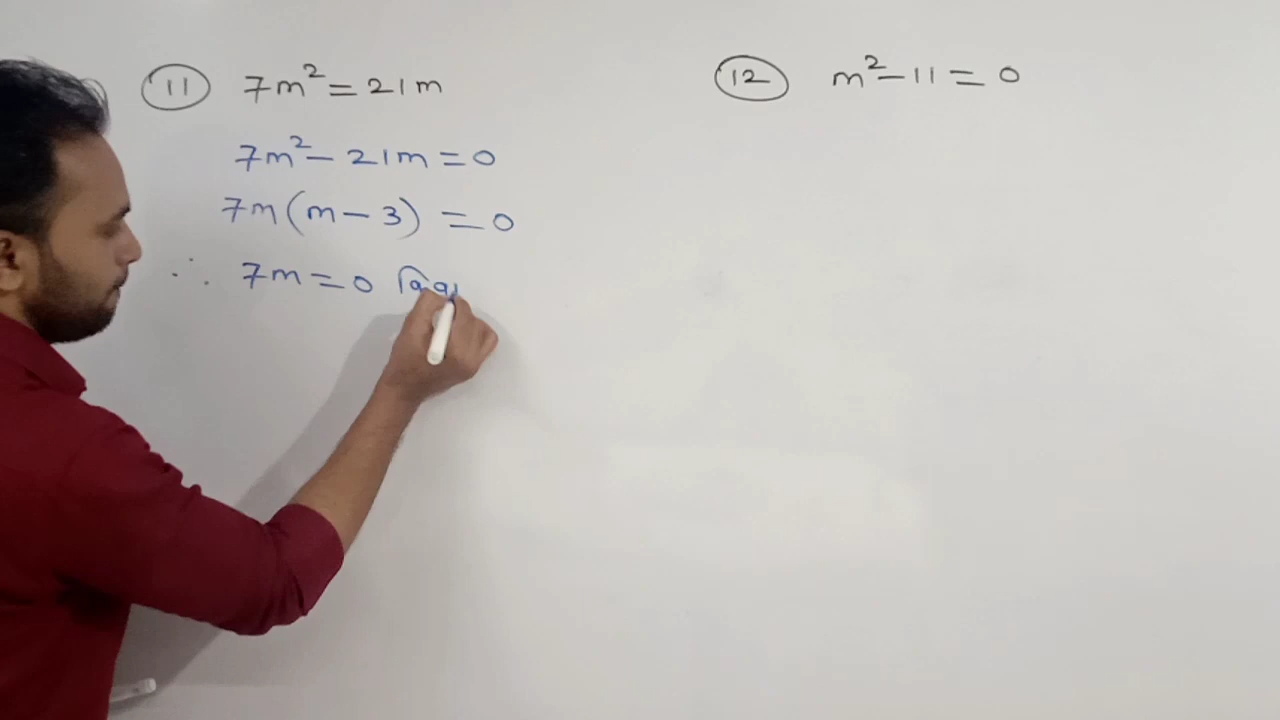 (11) 7m² = 21m
7m² - 21m = 0
7m (m - 3) = 0
∴ 7m = 0
(12) m² - 11 = 0